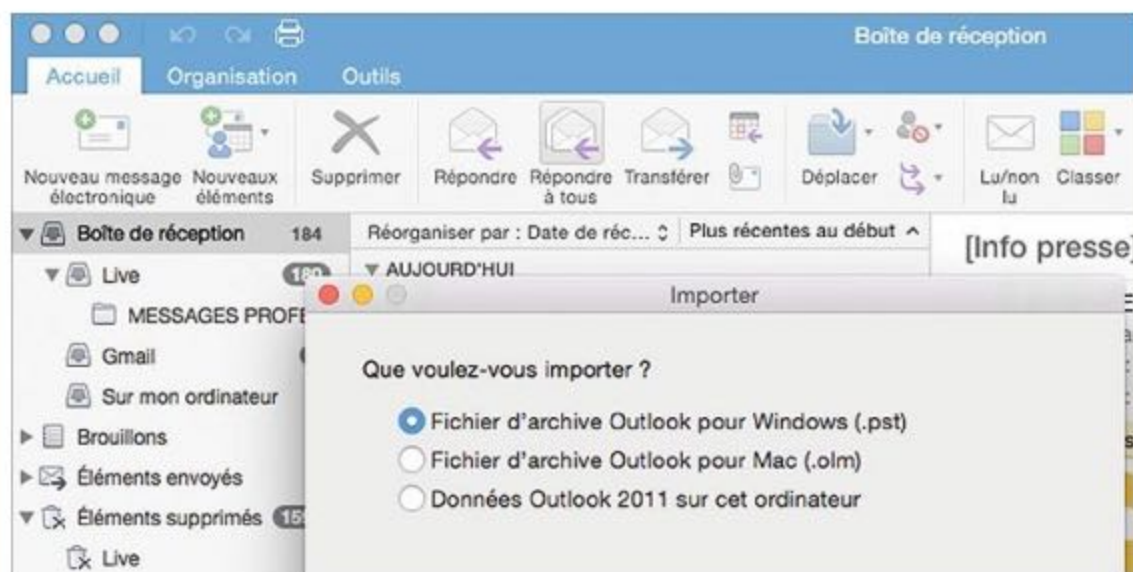 Boîte de réception
Accueil Organisation Outils
Nouveau message électronique
Nouveaux éléments
Supprimer
Répondre
Répondre à tous
Transférer
Déplacer
Lu/non lu
Classer
Boîte de réception 184
Live
MESSAGES PROFE
Gmail
Sur mon ordinateur
Brouillons
Éléments envoyés
Éléments supprimés
Live
Réorganiser par : Date de réc... Plus récentes au début
AUJOURD'HUI
[Info presse]
Importer
Que voulez-vous importer ?
Fichier d'archive Outlook pour Windows (.pst)
Fichier d'archive Outlook pour Mac (.olm)
Données Outlook 2011 sur cet ordinateur